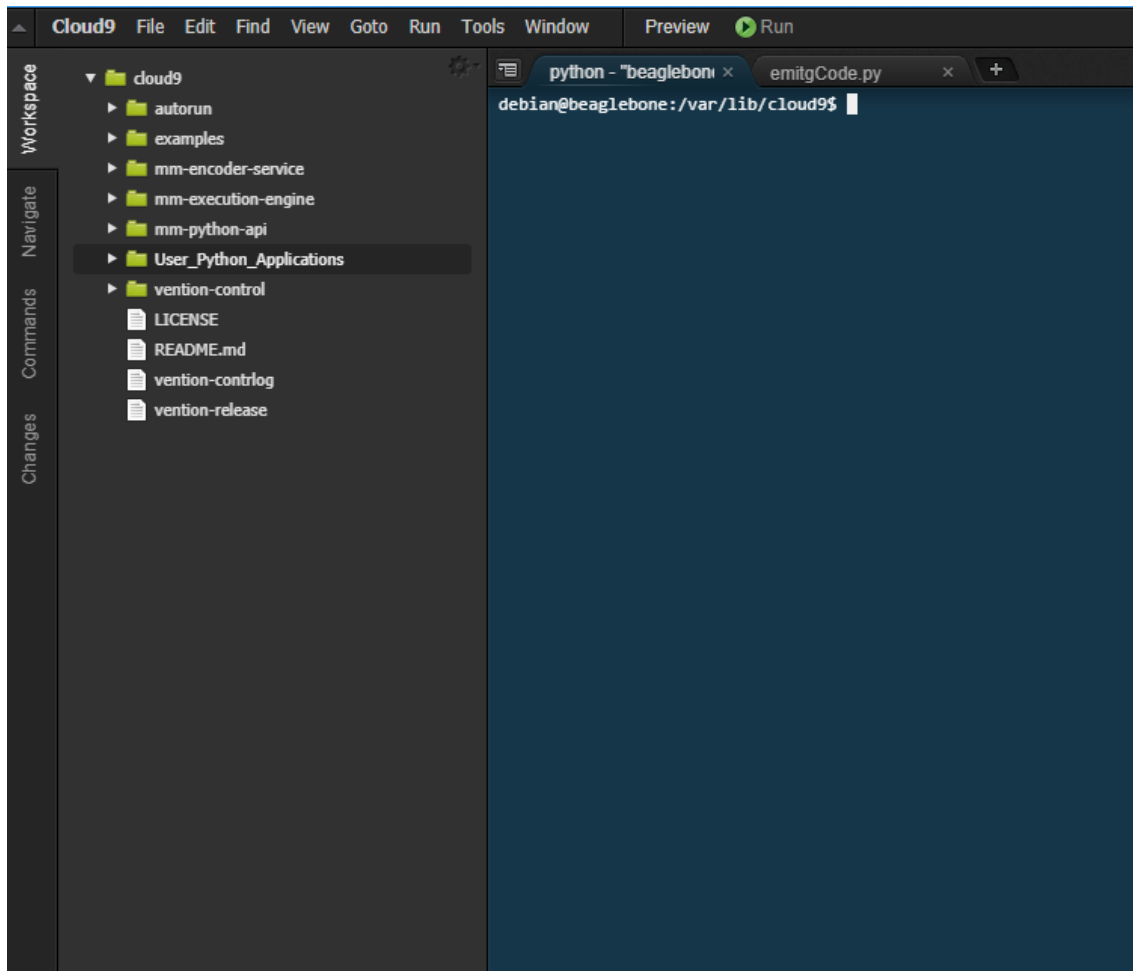 Cloud9 File Edit Find View Goto Run Tools Window Preview Run
Workspace
Navigate
Commands
Changes
cloud9
autorun
examples
mm-encoder-service
mm-execution-engine
mm-python-api
User_Python_Applications
vention-control
LICENSE
README.md
vention-contrlog
vention-release
python - "beaglebon emitgCode.py
debian@beaglebone:/var/lib/cloud9$